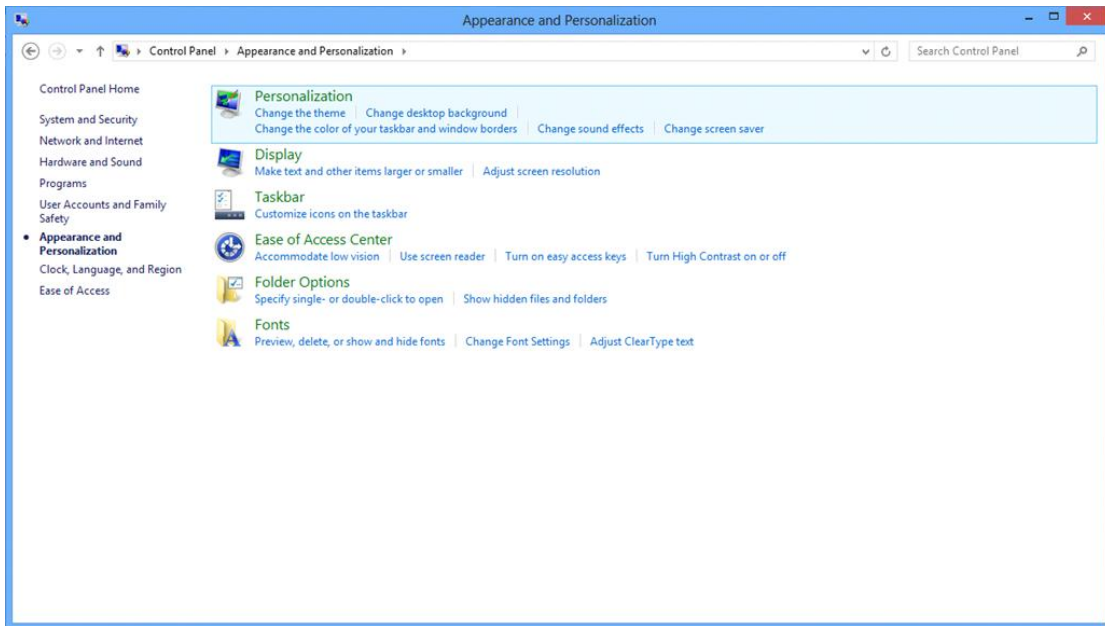 Appearance and Personalization
Control Panel Appearance and Personalization
Search Control Panel
Control Panel Home
System and Security
Network and Internet
Hardware and Sound
Programs
User Accounts and Family
Safety
Appearance and
Personalization
Clock, Language, and Region
Ease of Access
Personalization
Change the theme Change desktop background
Change the color of your taskbar and window borders Change sound effects Change screen saver
Display
Make text and other items larger or smaller Adjust screen resolution
Taskbar
Customize icons on the taskbar
Ease of Access Center
Accommodate low vision Use screen reader Turn on easy access keys Turn High Contrast on or off
Folder Options
Specify single- or double-click to open Show hidden files and folders
Fonts
Preview, delete, or show and hide fonts Change Font Settings Adjust ClearType text